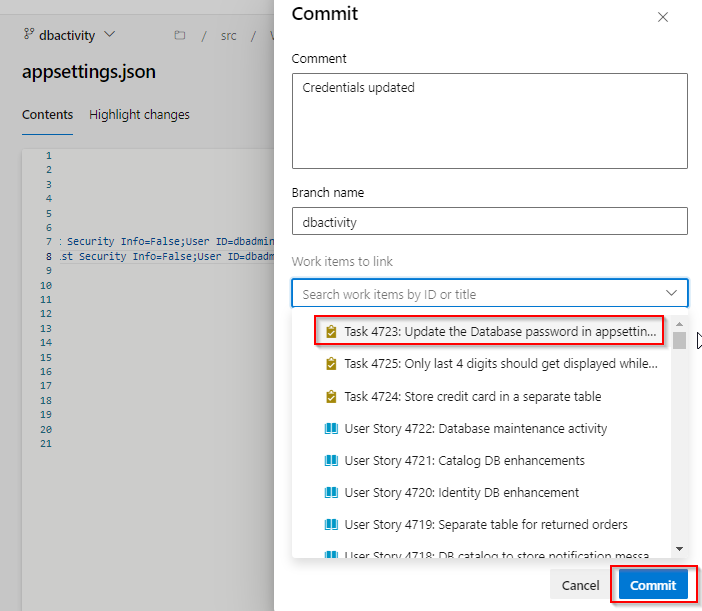 Commit
dbactivity
/ src /
Comment
appsettings.json
Credentials updated
Contents Highlight changes
1
2
3
4
5
6
7 Security Info=False;User ID=dbadmin
8 st Security Info=False;User ID=dbadm
9
10
11
12
13
14
15
16
17
18
19
20
21
Branch name
dbactivity
Work items to link
Search work items by ID or title
Task 4723: Update the Database password in appsettin...
Task 4725: Only last 4 digits should get displayed while...
Task 4724: Store credit card in a separate table
User Story 4722: Database maintenance activity
User Story 4721: Catalog DB enhancements
User Story 4720: Identity DB enhancement
User Story 4719: Separate table for returned orders
User Story 4718: DB catalog to store notification messa...
Cancel Commit